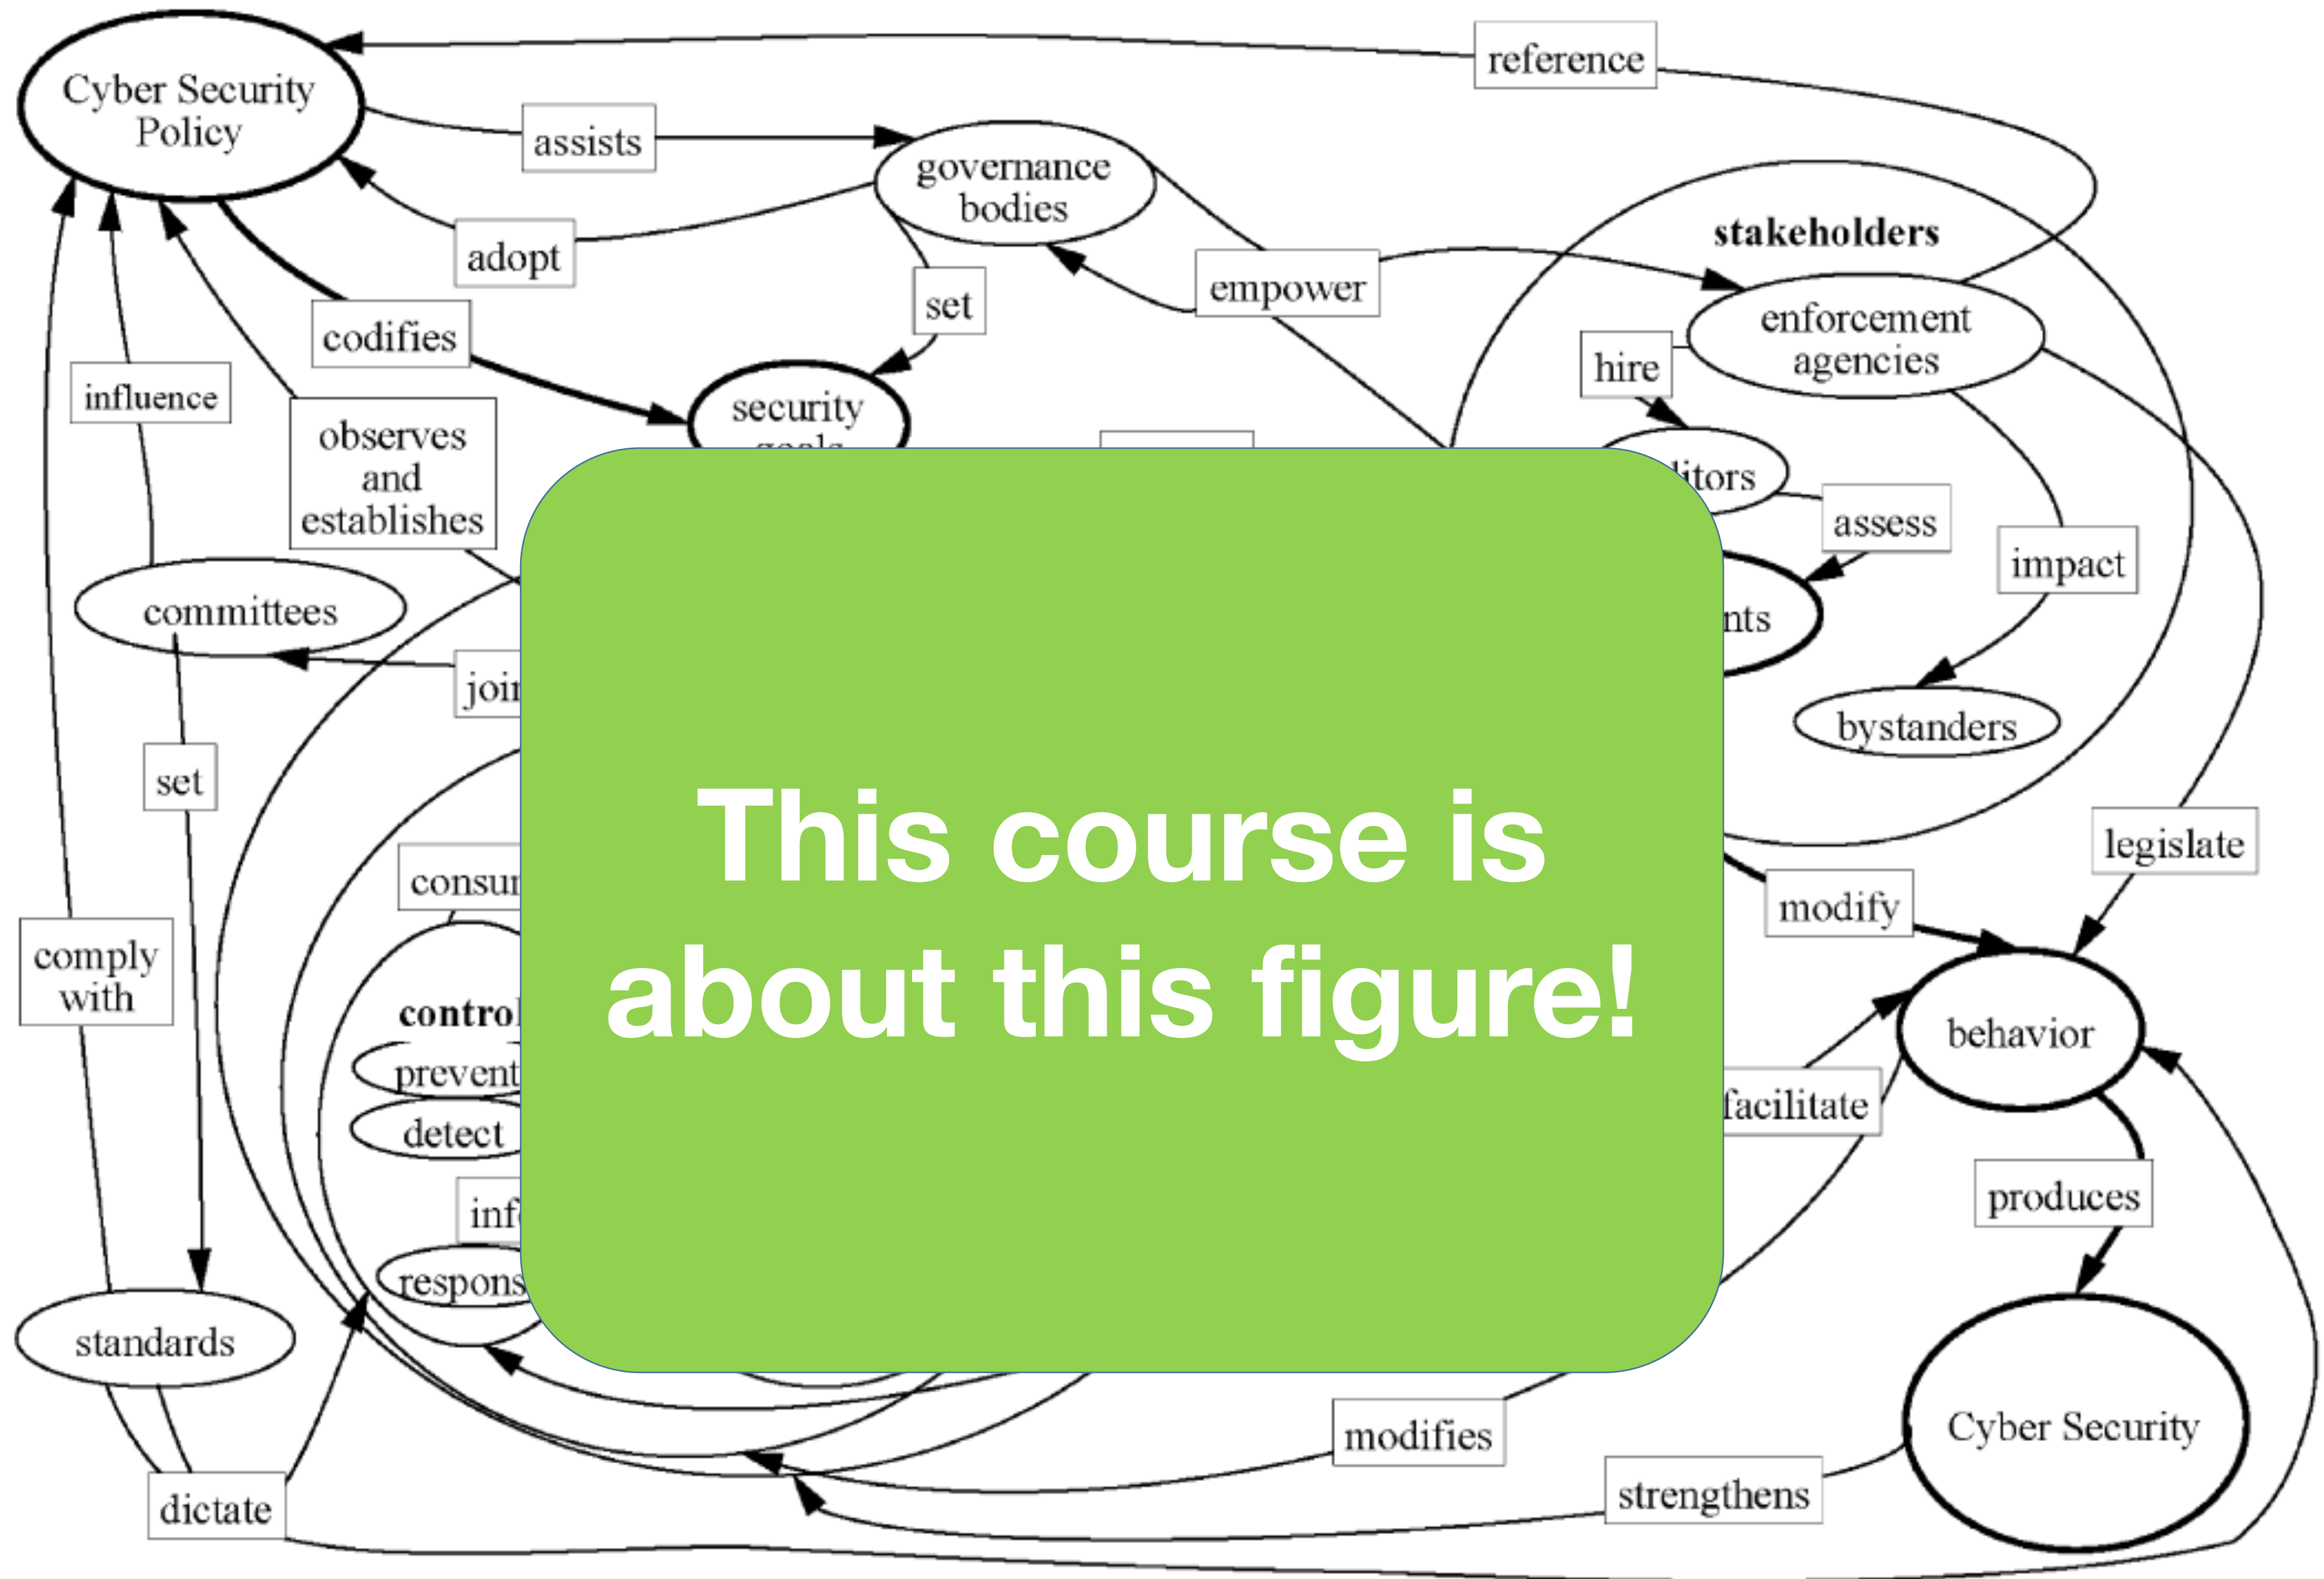 reference
Cyber Security
Policy
assists
governance
bodies
stakeholders
adopt
set
empower
enforcement
agencies
codifies
hire
influence
security
observes
and
establishes
assess
impact
committees
bystanders
set
legislate
modify
comply
with
This course is
about this figure!
behavior
prevent
facilitate
detect
produces
standards
Cyber Security
modifies
strengthens
dictate